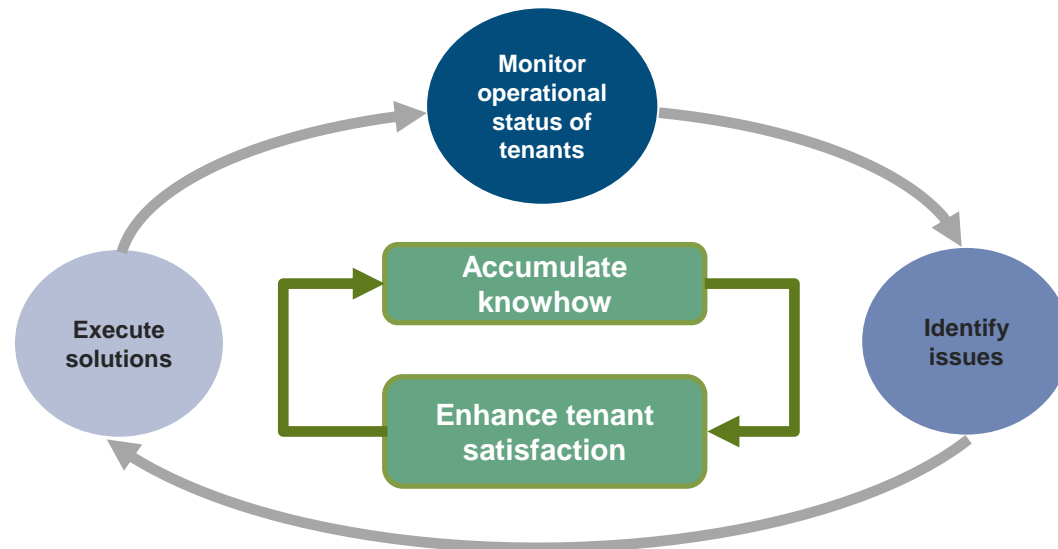 Monitor
operational
status of
tenants
Accumulate
knowhow
Execute
solutions
Identify
issues
Enhance tenant
satisfaction